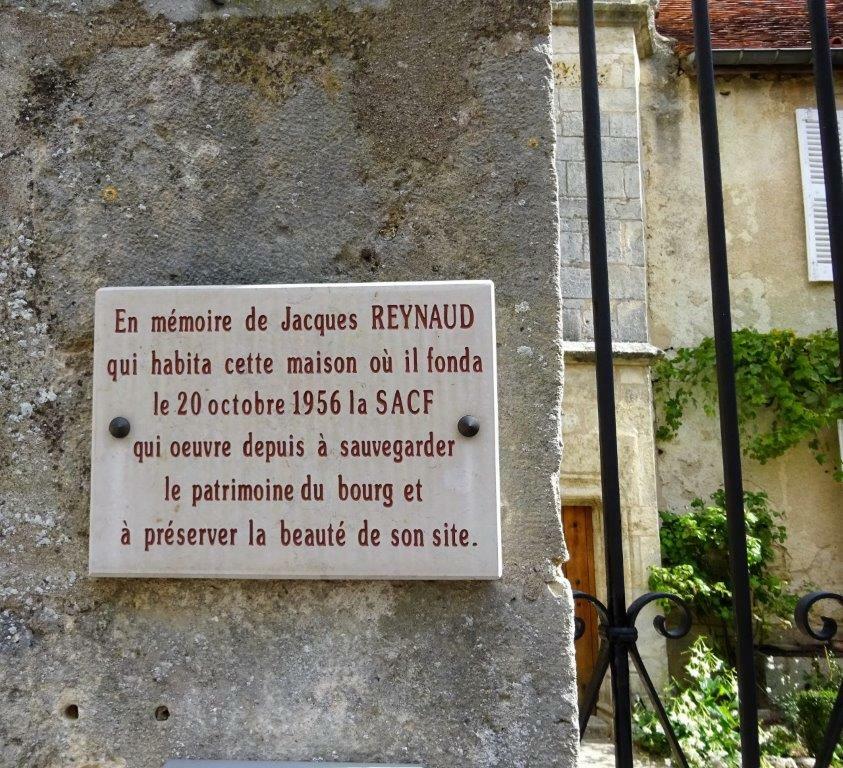 En mémoire de Jacques REYNAUD
qui habita cette maison où il fonda
le 20 octobre 1956 la SACF
qui oeuvre depuis à sauvegarder
le patrimoine du bourg et
à préserver la beauté de son site.